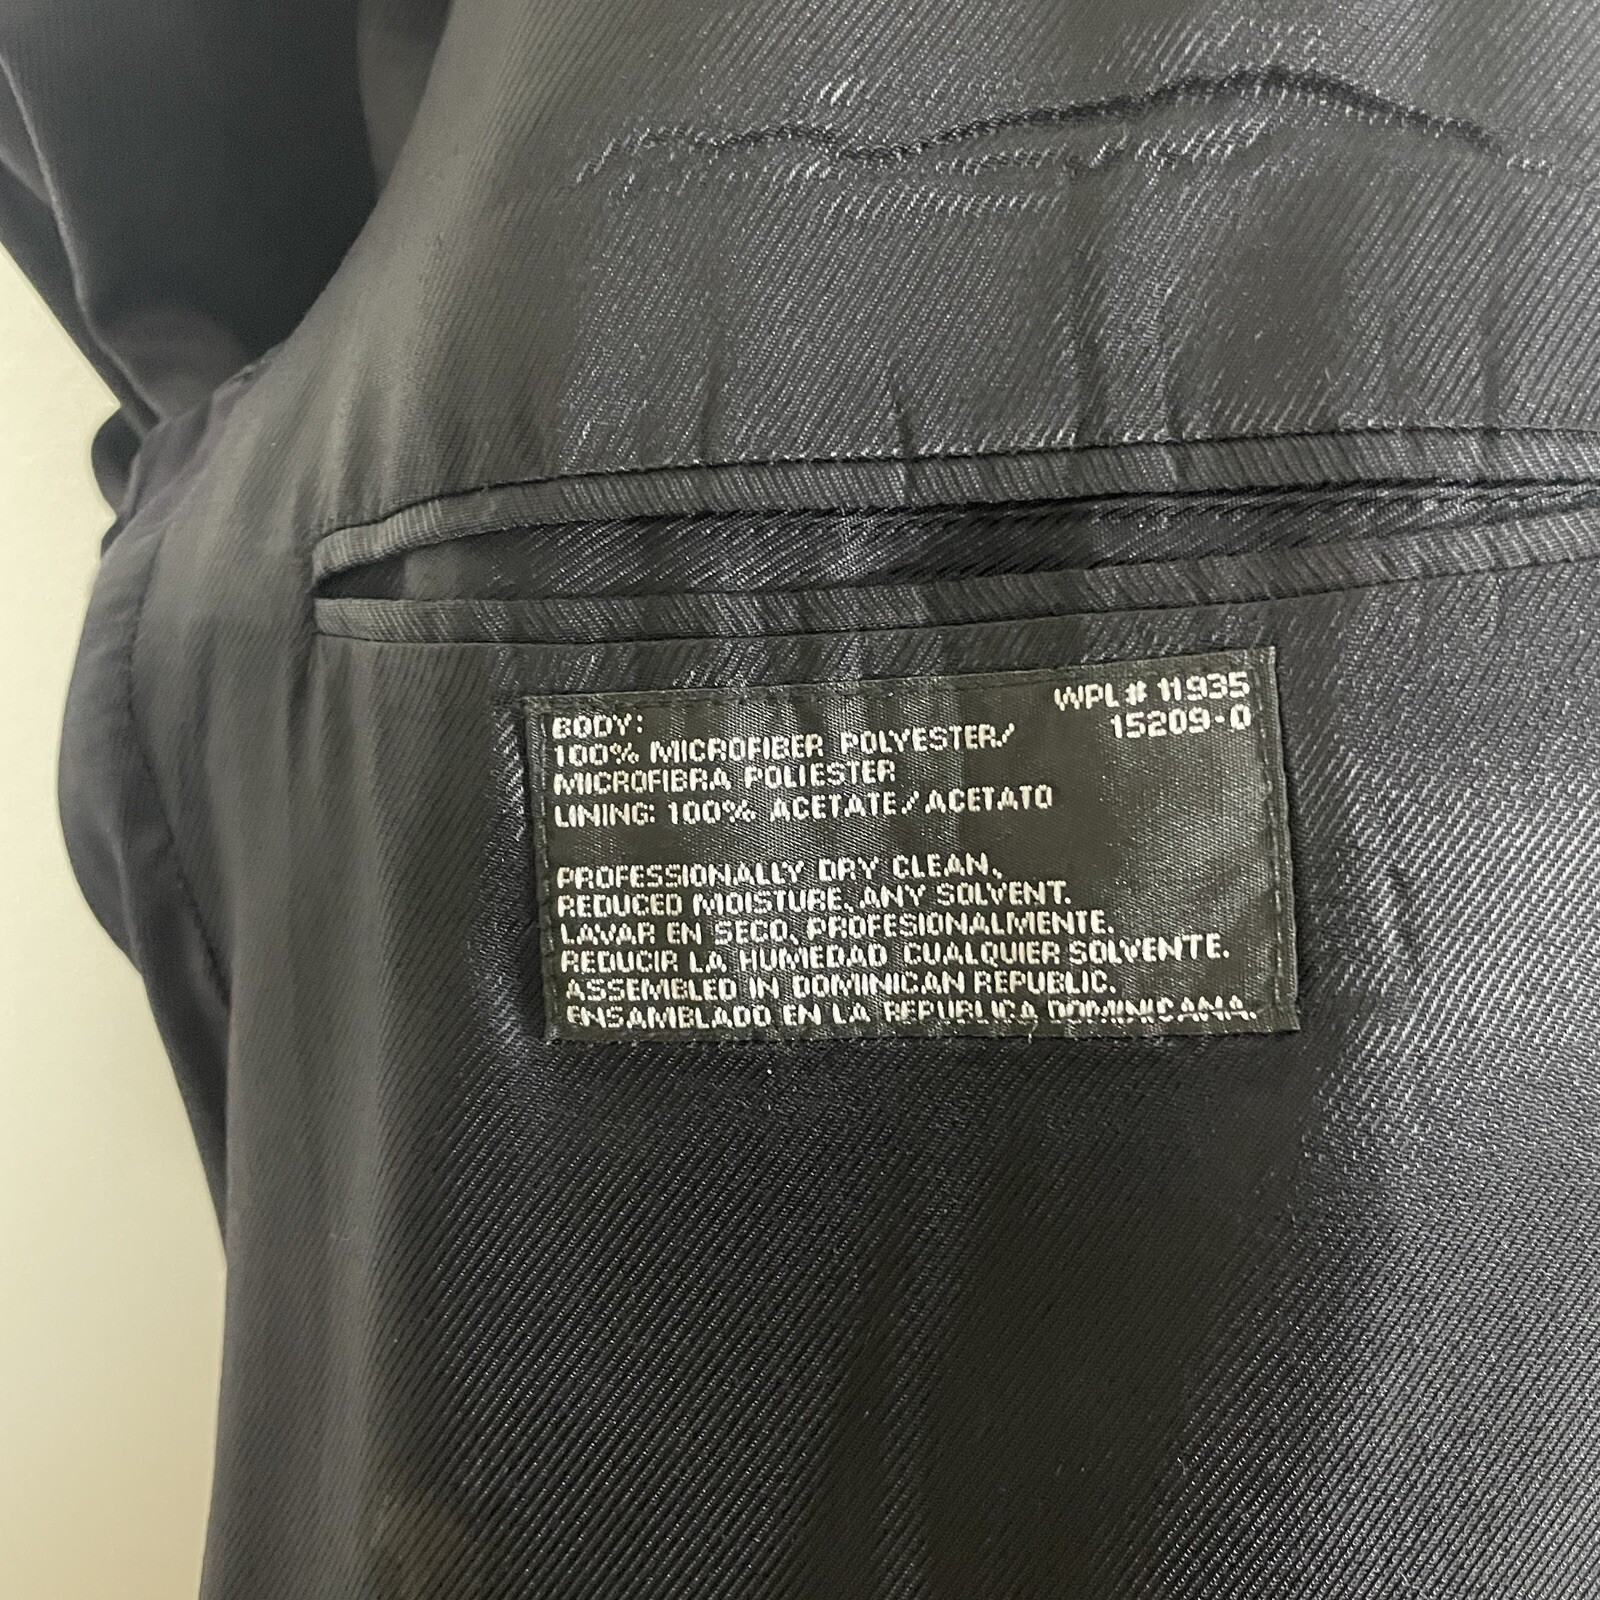 WPL# 11935
15209-0
BODY:
100% MICROFIBER POLYESTER/
MICROFIBRA POLIESTER
LINING: 100% ACETATE/ACETATO
PROFESSIONALLY DRY CLEAN.
REDUCED MOISTURE. ANY SOLVENT.
LAVAR EN SECO, PROFESIONALMENTE.
REDUCIR LA HUMEDAD CUALQUIER SOLVENTE.
ASSEMBLED IN DOMINICAN REPUBLIC.
ENSAMBLADO EN LA REPUBLICA DOMINICANA.